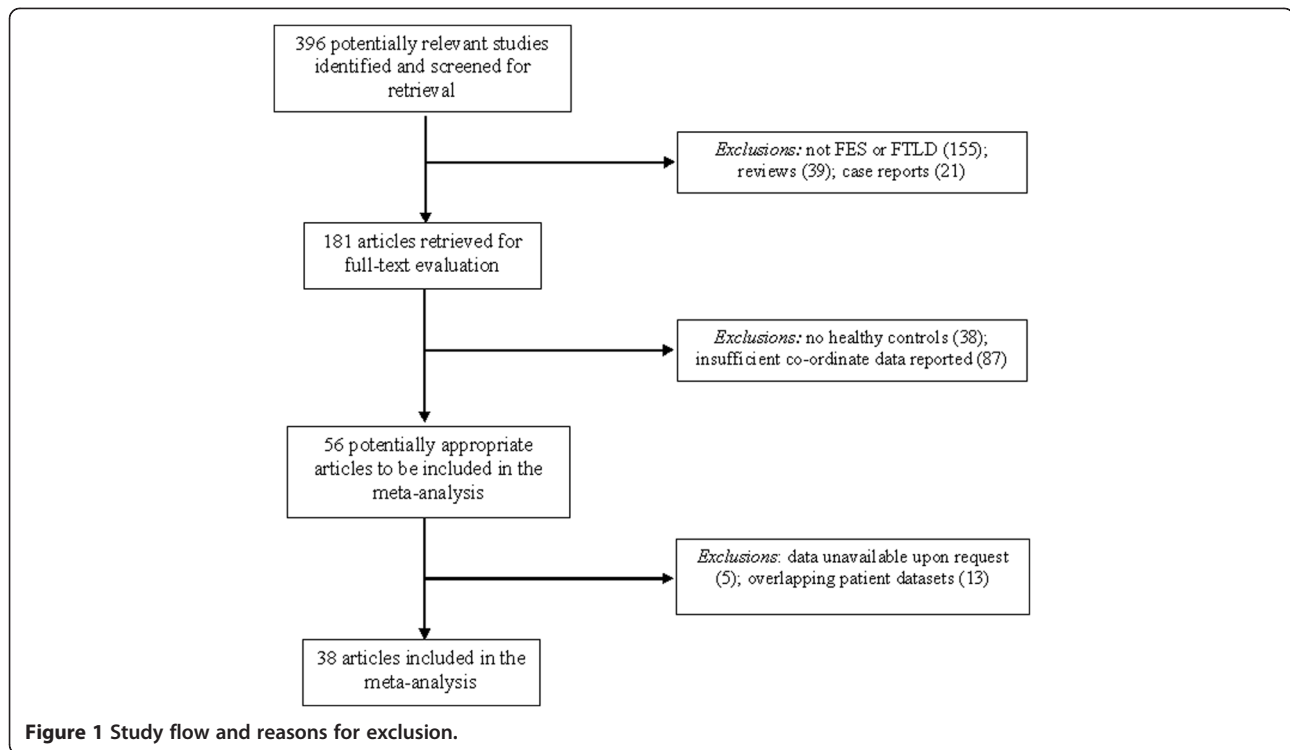 396 potentially relevant studies
identified and screened for
retrieval
Exclusions: not FES or FTLD (155);
reviews (39); case reports (21)
181 articles retrieved for
full-text evaluation
Exclusions: no healthy controls (38);
insufficient co-ordinate data reported (87)
56 potentially appropriate
articles to be included in the
meta-analysis
Exclusions: data unavailable upon request
(5); overlapping patient datasets (13)
38 articles included in the
meta-analysis
Figure 1 Study flow and reasons for exclusion.